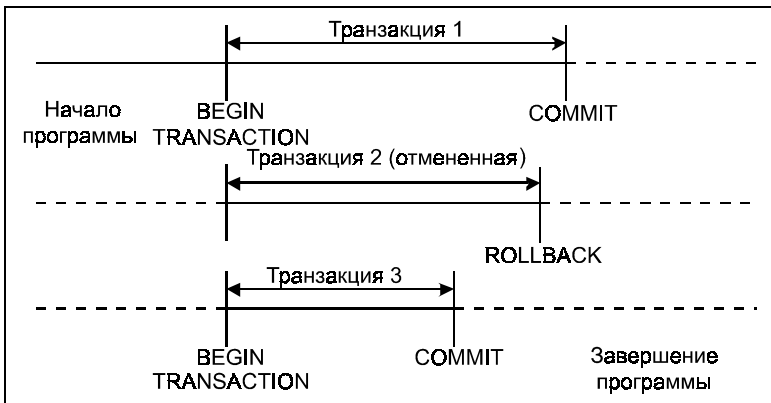 Транзакция 1
Начало
программы
BEGIN
TRANSACTION
COMMIT
Транзакция 2 (отмененная)
ROLLBACK
Транзакция 3
BEGIN
TRANSACTION
COMMIT
Завершение
программы